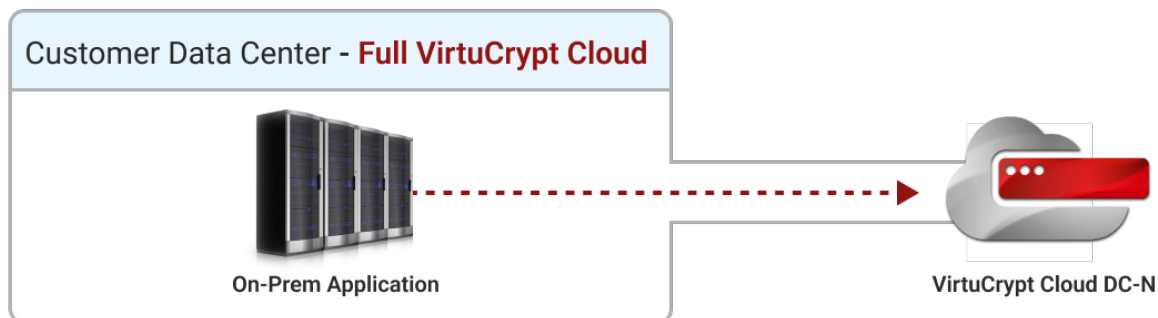 Customer Data Center - Full VirtuCrypt Cloud
On-Prem Application
VirtuCrypt Cloud DC-N